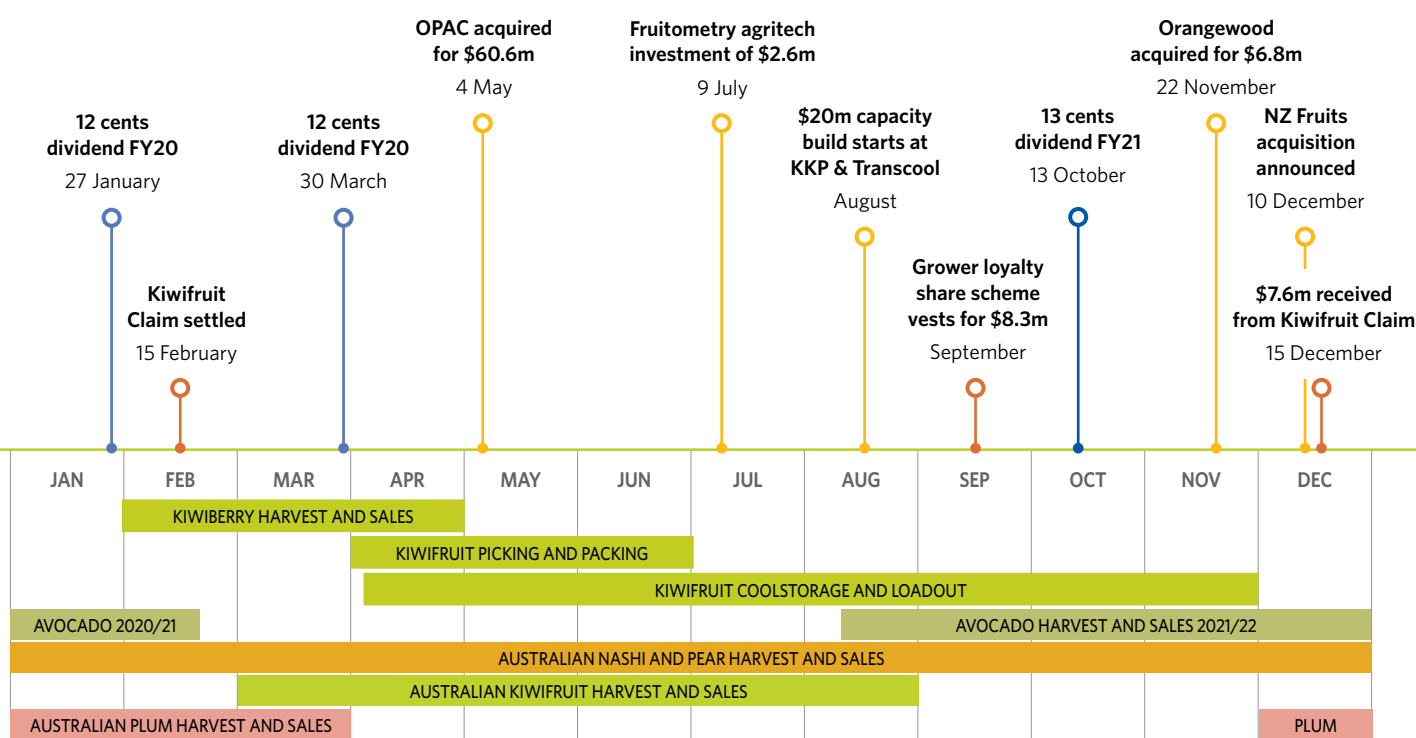 OPAC acquired
for $60.6m
4 May
Fruitometry agritech
investment of $2.6m
9 July
Orangewood
acquired for $6.8m
22 November
12 cents
dividend FY20
27 January
12 cents
dividend FY20
30 March
$20m capacity
build starts at
KKP & Transcool
August
13 cents
dividend FY21
13 October
NZ Fruits
acquisition
announced
10 December
Kiwifruit
Claim settled
15 February
Grower loyalty
share scheme
vests for $8.3m
September
$7.6m received
from Kiwifruit Claim
15 December
JAN FEB MAR APR MAY JUN JUL AUG SEP OCT NOV DEC
KIWIBERRY HARVEST AND SALES
KIWIFRUIT PICKING AND PACKING
KIWIFRUIT COOLSTORAGE AND LOADOUT
AVOCADO 2020/21 AVOCADO HARVEST AND SALES 2021/22
AUSTRALIAN NASHI AND PEAR HARVEST AND SALES
AUSTRALIAN KIWIFRUIT HARVEST AND SALES
AUSTRALIAN PLUM HARVEST AND SALES PLUM